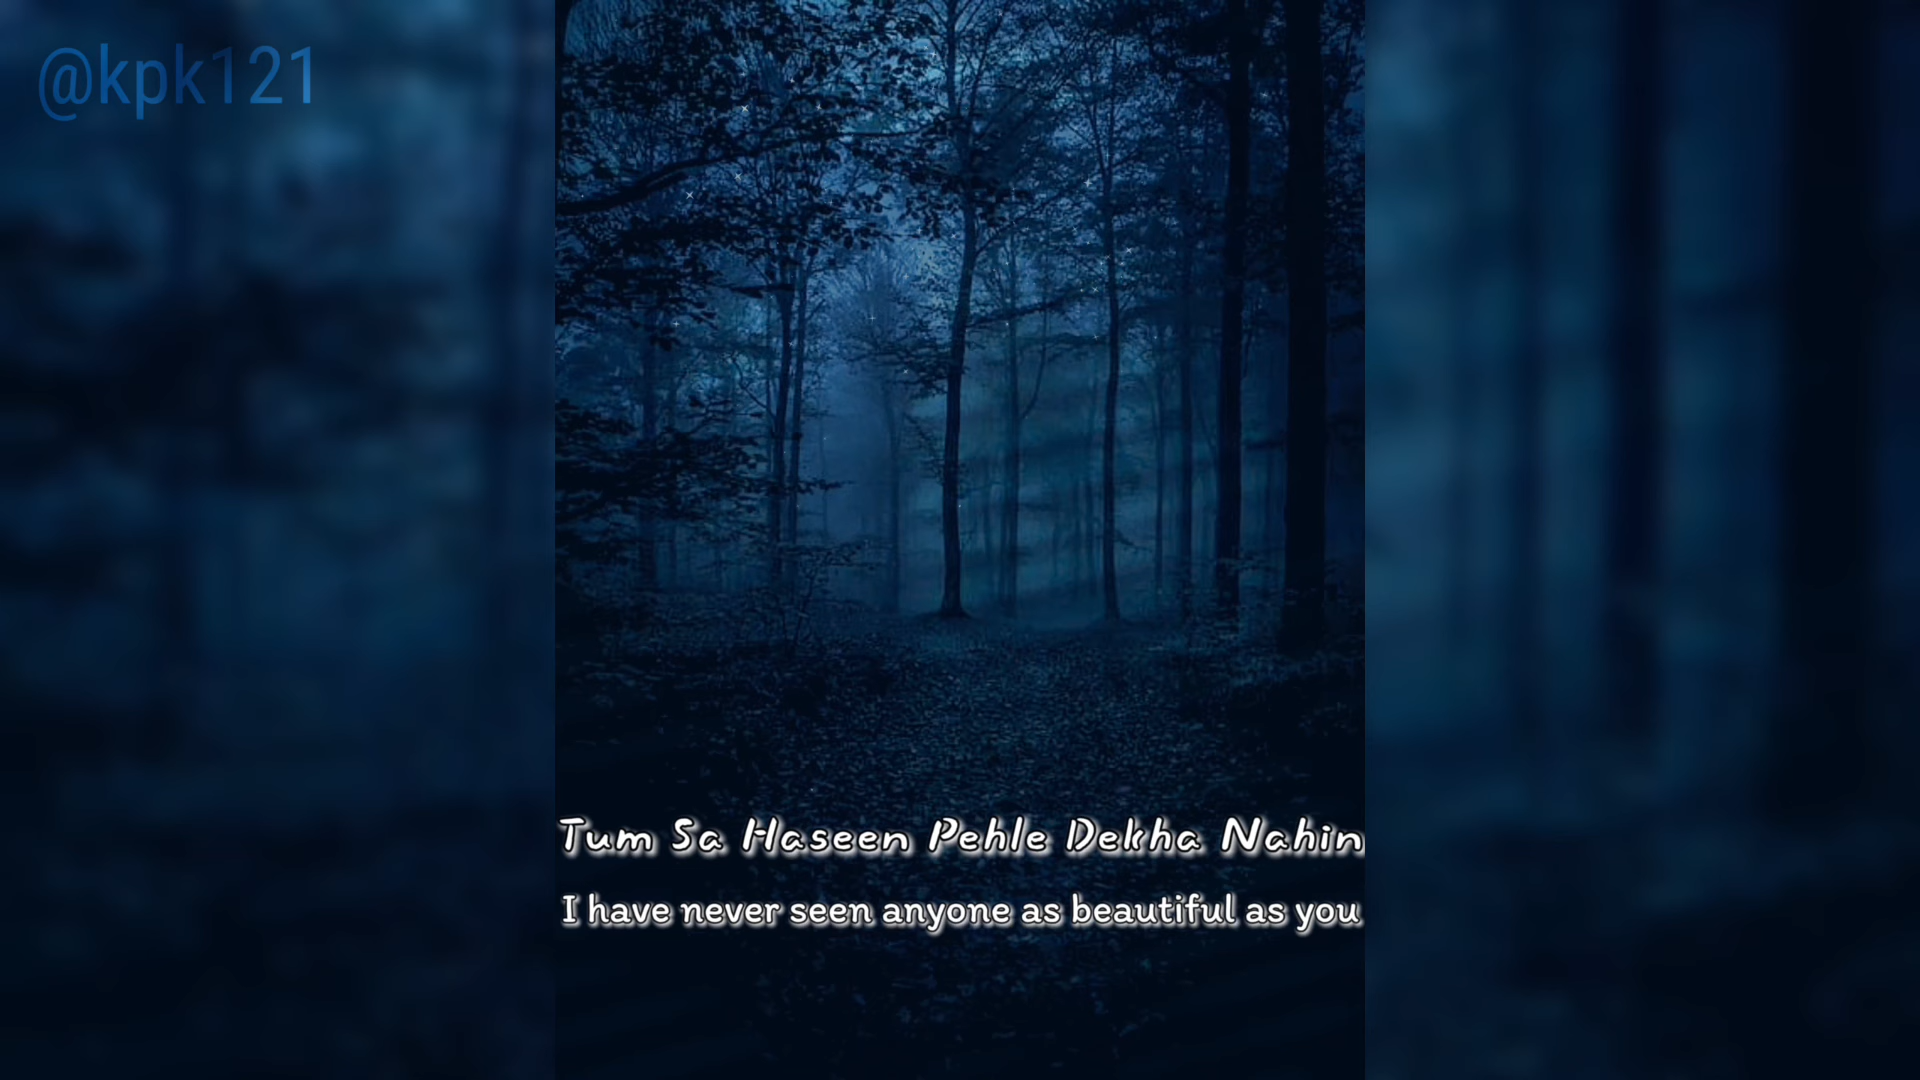 @kpk121
Tum Sa Haseen Pehle Dekha Nahin
I have never seen anyone as beautiful as you